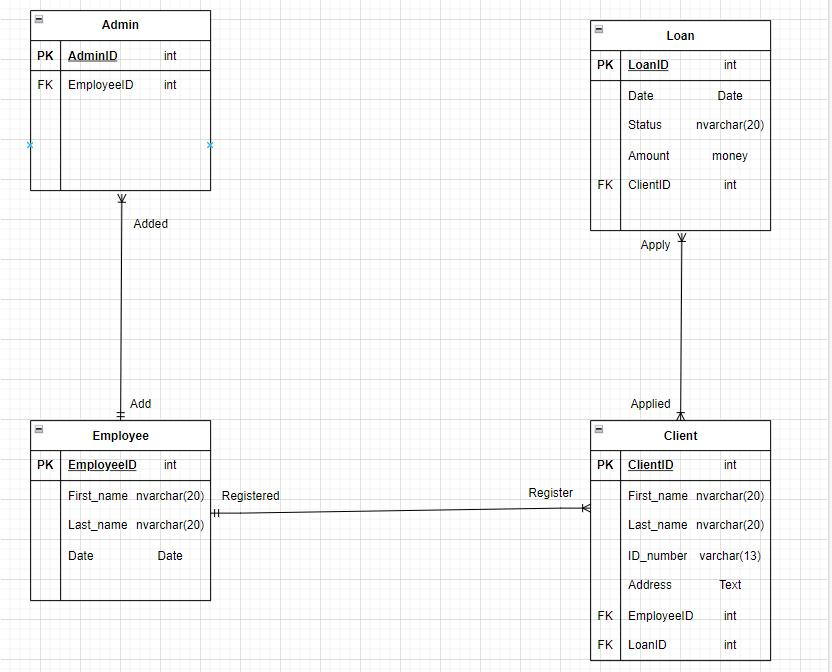 Admin
PK AdminID int
FK EmployeeID int
Added
Add
Employee
PK EmployeeID int
First_name nvarchar(20)
Last_name nvarchar(20)
Date Date
Registered
Register
Loan
PK LoanID int
Date Date
Status nvarchar(20)
Amount money
FK ClientID int
Apply
Applied
Client
PK ClientID int
First_name nvarchar(20)
Last_name nvarchar(20)
ID_number varchar(13)
Address Text
FK EmployeeID int
FK LoanID int